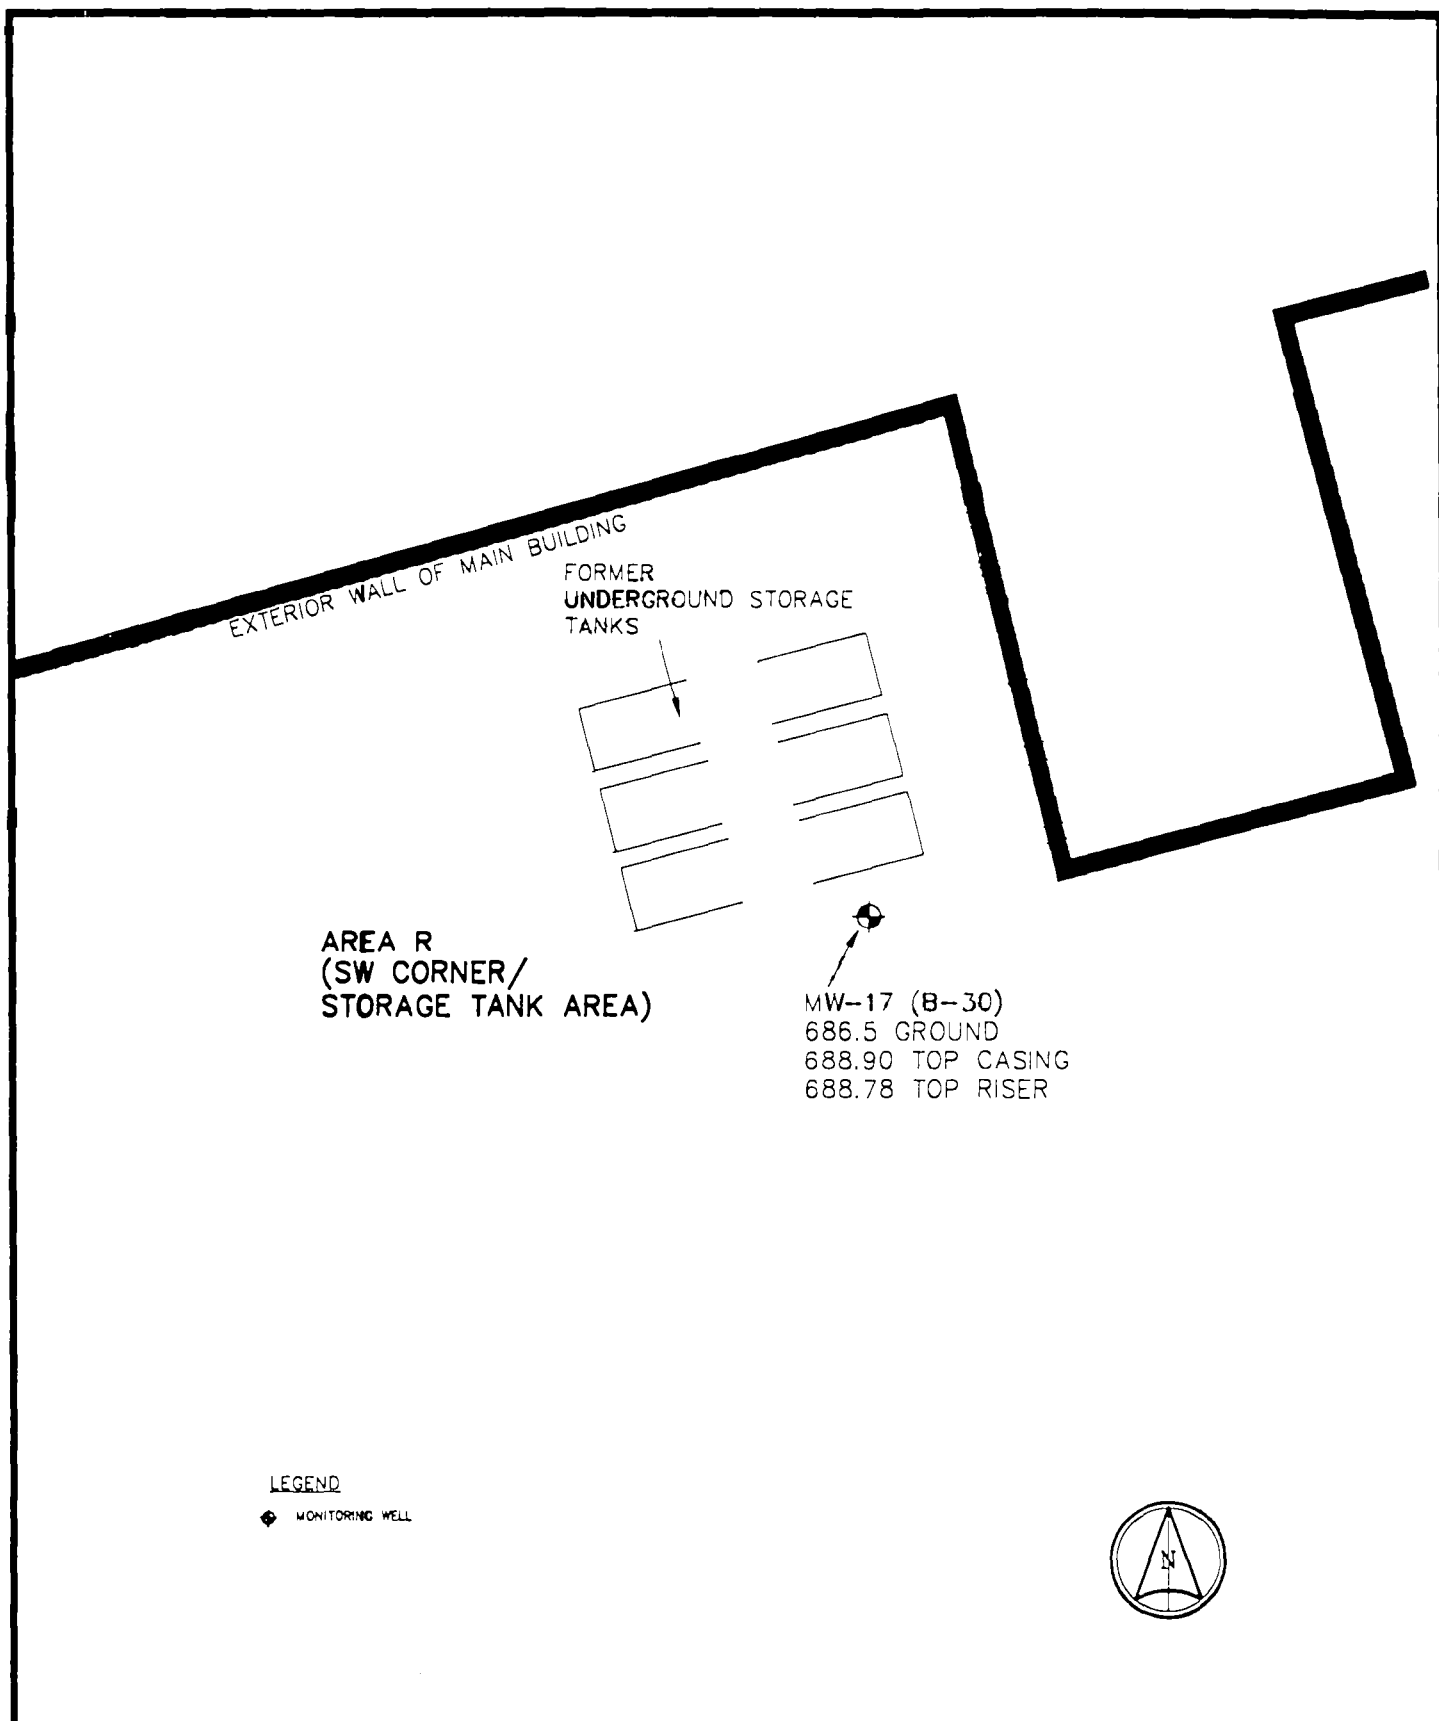 EXTERIOR WALL OF MAIN BUILDING
FORMER
UNDERGROUND STORAGE
TANKS
AREA R
(SW CORNER/
STORAGE TANK AREA)
MW-17 (B-30)
686.5 GROUND
688.90 TOP CASING
688.78 TOP RISER
LEGEND
MONITORING WELL
N